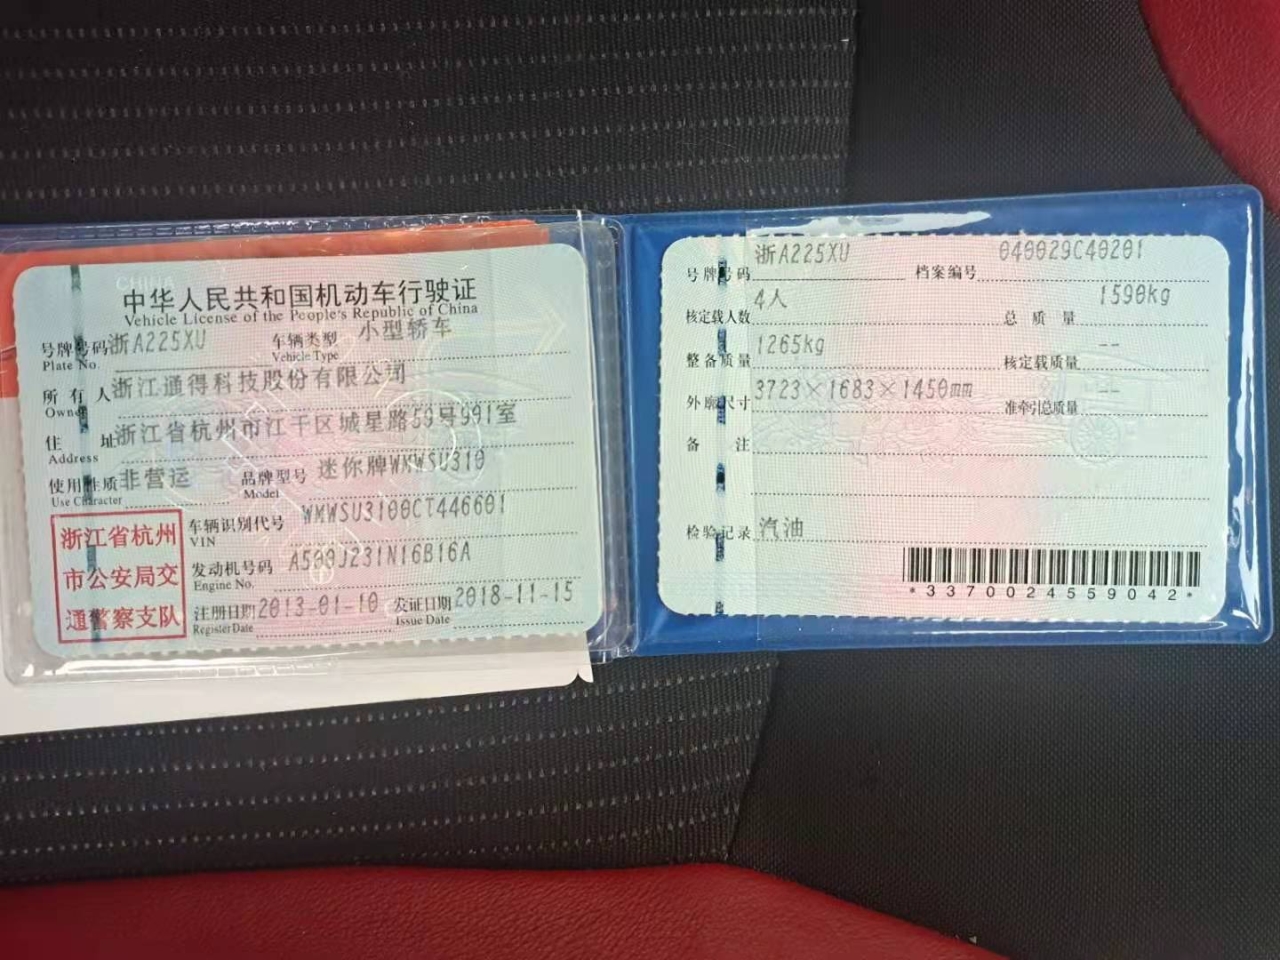 中华人民共和国机动车行驶证
Vehicle License of the People's Republic of China
号牌号码 浙A225XU 车辆类型 小型轿车
Plate No. Vehicle Type
所有人 浙江通得科技股份有限公司
Owner
住址 浙江省杭州市江干区城星路59号991室
Address
使用性质 非营运 品牌型号 迷你牌WMWSU310
Use Character Model
浙江省杭州
市公安局交
通警察支队
车辆识别代号 WMWSU3100CT446601
VIN
发动机号码 A509J231N16B16A
Engine No.
注册日期 2013-01-10 发证日期 2018-11-15
Register Date Issue Date
号牌号码 浙A225XU 档案编号 040029C40201
核定载人数 4人 总质量 1590kg
整备质量 1265kg 核定载质量 --
外廓尺寸 3723×1683×1450mm 准牵引总质量 --
备注
检验记录 汽油
*3370024559042*